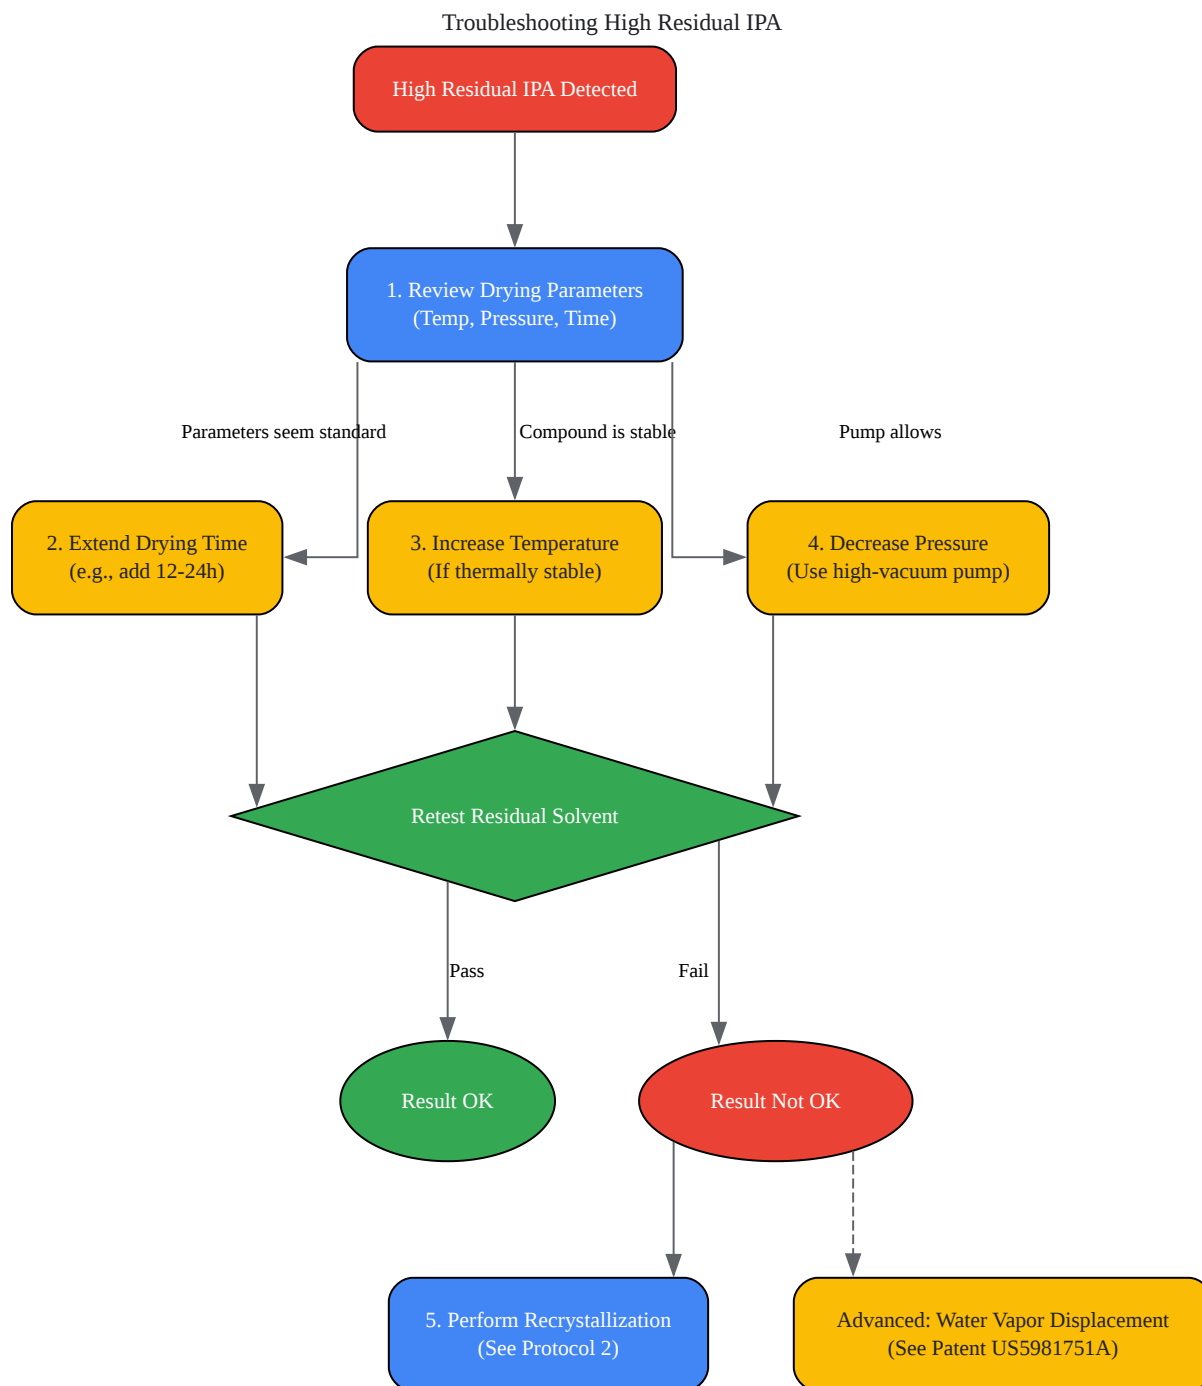 Troubleshooting High Residual IPA
High Residual IPA Detected
1. Review Drying Parameters
(Temp, Pressure, Time)
Parameters seem standard
Compound is stable
Pump allows
2. Extend Drying Time
(e.g., add 12-24h)
3. Increase Temperature
(If thermally stable)
4. Decrease Pressure
(Use high-vacuum pump)
Retest Residual Solvent
Pass
Fail
Result OK
Result Not OK
5. Perform Recrystallization
(See Protocol 2)
Advanced: Water Vapor Displacement
(See Patent US5981751A)